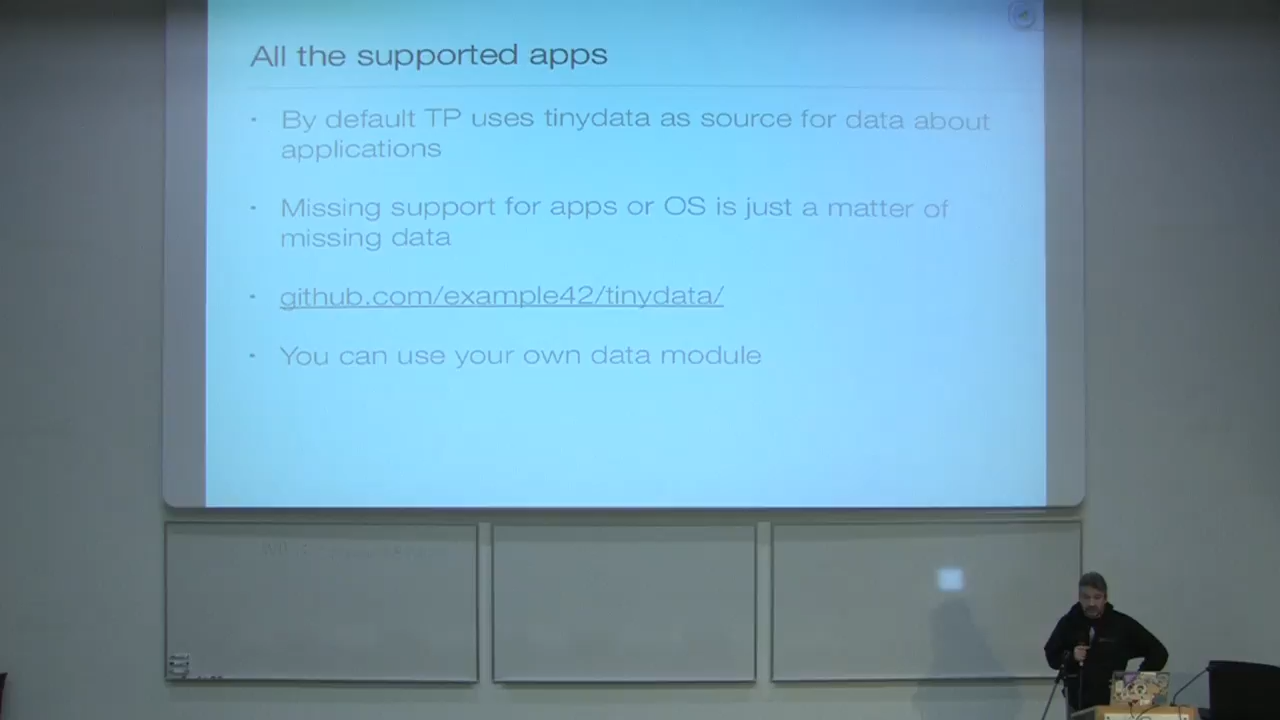 All the supported apps
• By default TP uses tinydata as source for data about
applications
• Missing support for apps or OS is just a matter of
missing data
• github.com/example42/tinydata/
• You can use your own data module